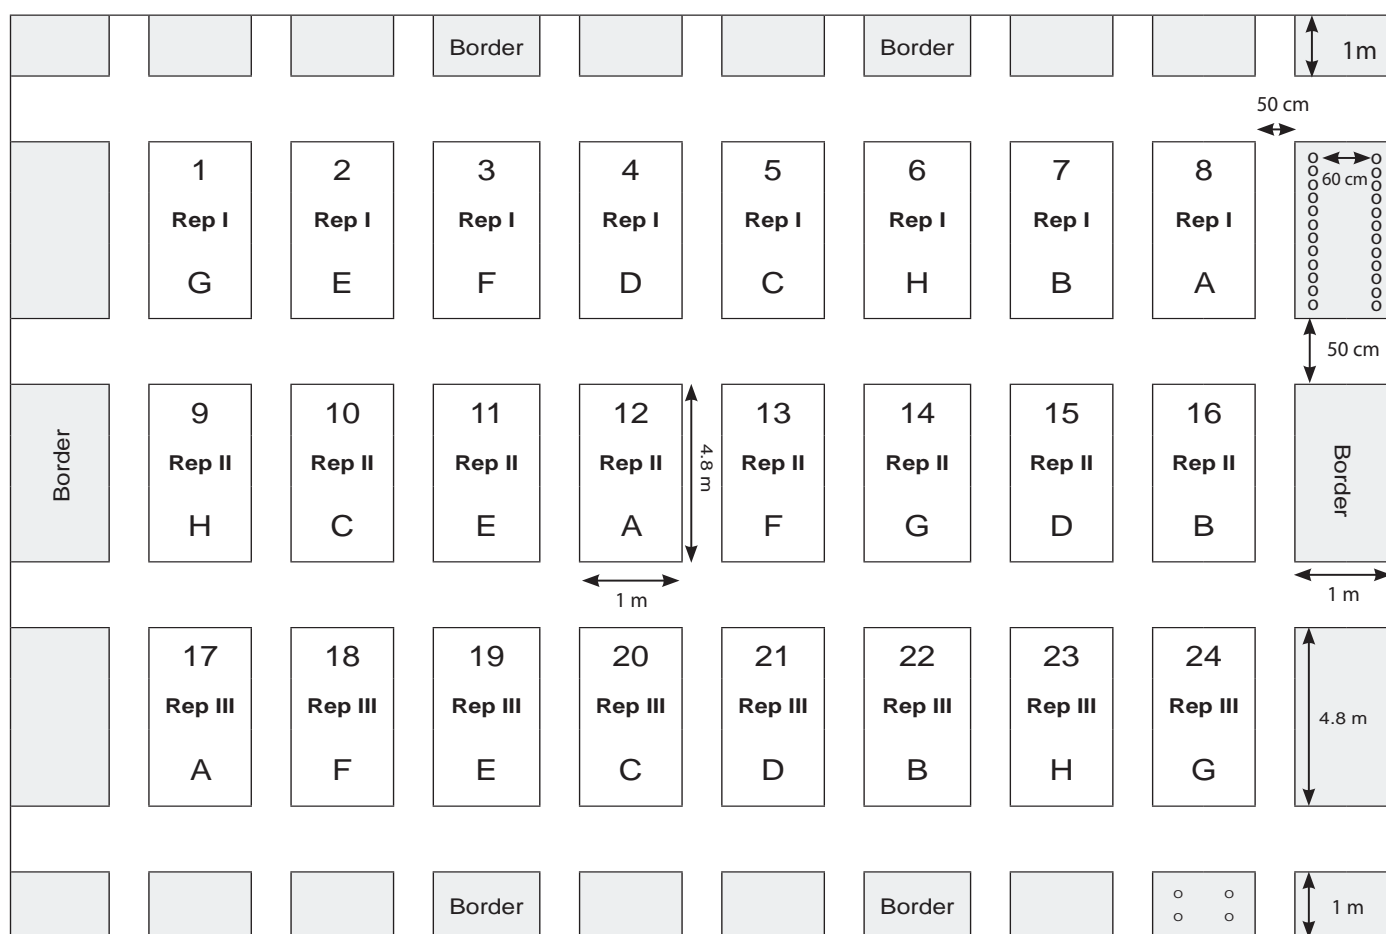 Border Border 1m
50 cm
1 2 3 4 5 6 7 8
Rep I Rep I Rep I Rep I Rep I Rep I Rep I Rep I
60 cm
G E F D C H B A
50 cm
9 10 11 12 13 14 15 16
Border Rep II Rep II Rep II Rep II 4.8 m Rep II Rep II Rep II Rep II Border
H C E A F G D B
1 m 1 m
17 18 19 20 21 22 23 24
Rep III Rep III Rep III Rep III Rep III Rep III Rep III Rep III 4.8 m
A F E C D B H G
Border Border 1 m